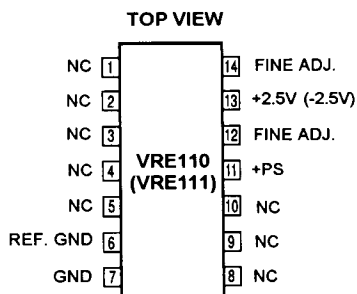 TOP VIEW
NC 1
NC 2
NC 3
NC 4
NC 5
REF. GND 6
GND 7
VRE110
(VRE111)
14 FINE ADJ.
13 +2.5V (-2.5V)
12 FINE ADJ.
11 +PS
10 NC
9 NC
8 NC